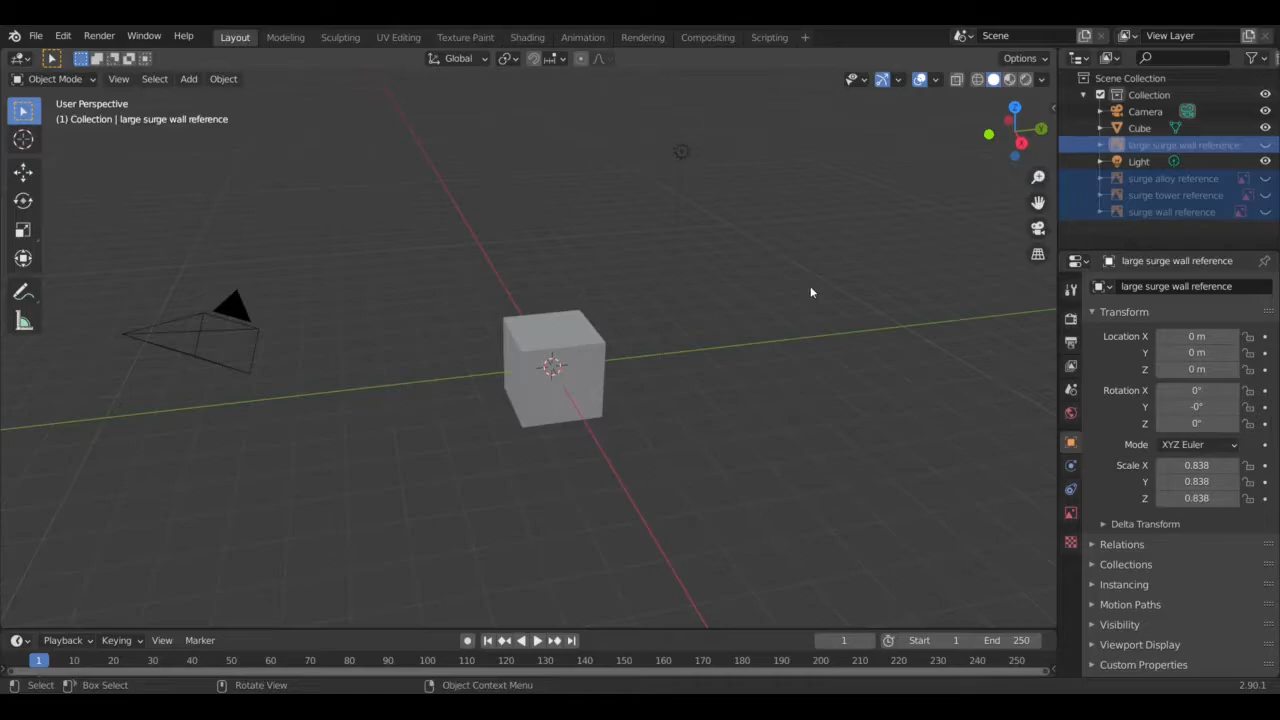 File Edit Render Window Help Layout Modeling Sculpting UV Editing Texture Paint Shading Animation Rendering Compositing Scripting + Scene View Layer
Global Options
Object Mode View Select Add Object
User Perspective
(1) Collection | large surge wall reference
Z
Y
X
Scene Collection
Collection
Camera
Cube
large surge wall reference
Light
surge alloy reference
surge tower reference
surge wall reference
large surge wall reference
large surge wall reference
Transform
Location X 0 m
Y 0 m
Z 0 m
Rotation X 0°
Y -0°
Z 0°
Mode XYZ Euler
Scale X 0.838
Y 0.838
Z 0.838
Delta Transform
Relations
Collections
Instancing
Motion Paths
Visibility
Viewport Display
Custom Properties
Playback Keying View Marker 1 Start 1 End 250
1 10 20 30 40 50 60 70 80 90 100 110 120 130 140 150 160 170 180 190 200 210 220 230 240 250
Select Box Select Rotate View Object Context Menu 2.90.1